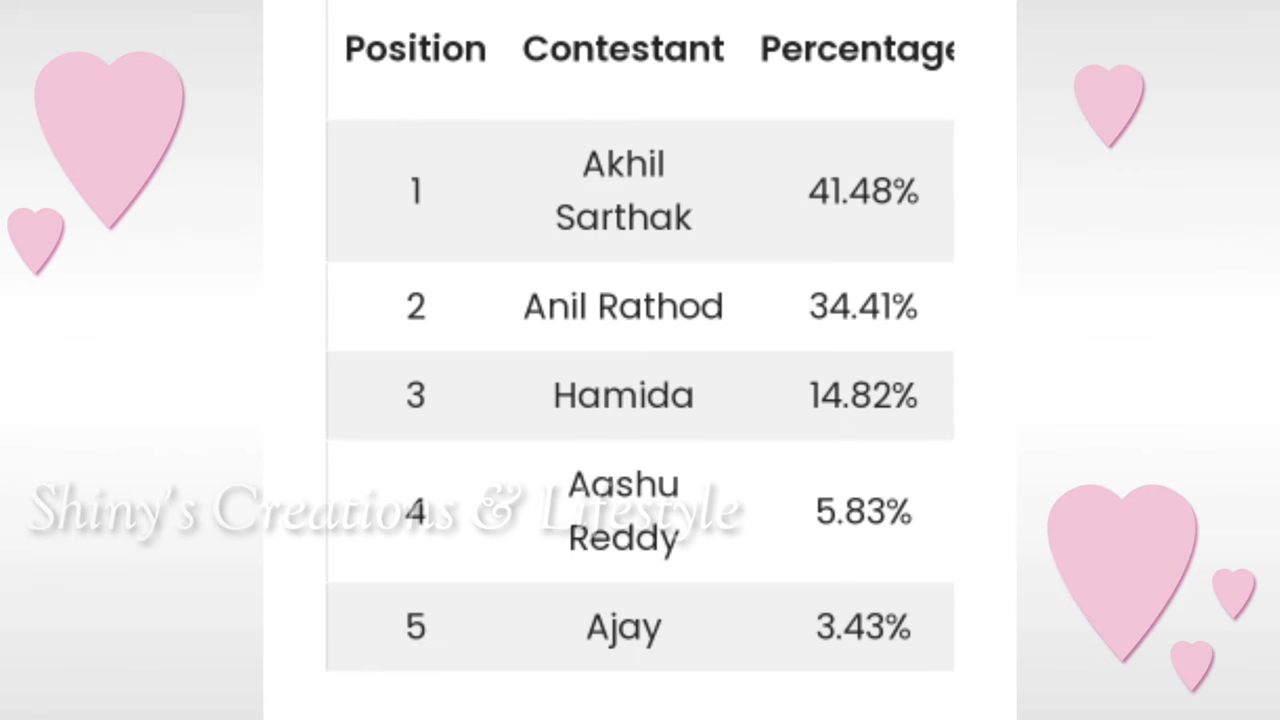 Position Contestant Percentage
1 Akhil Sarthak 41.48%
2 Anil Rathod 34.41%
3 Hamida 14.82%
4 Aashu Reddy 5.83%
5 Ajay 3.43%
Shiny's Creations & Lifestyle